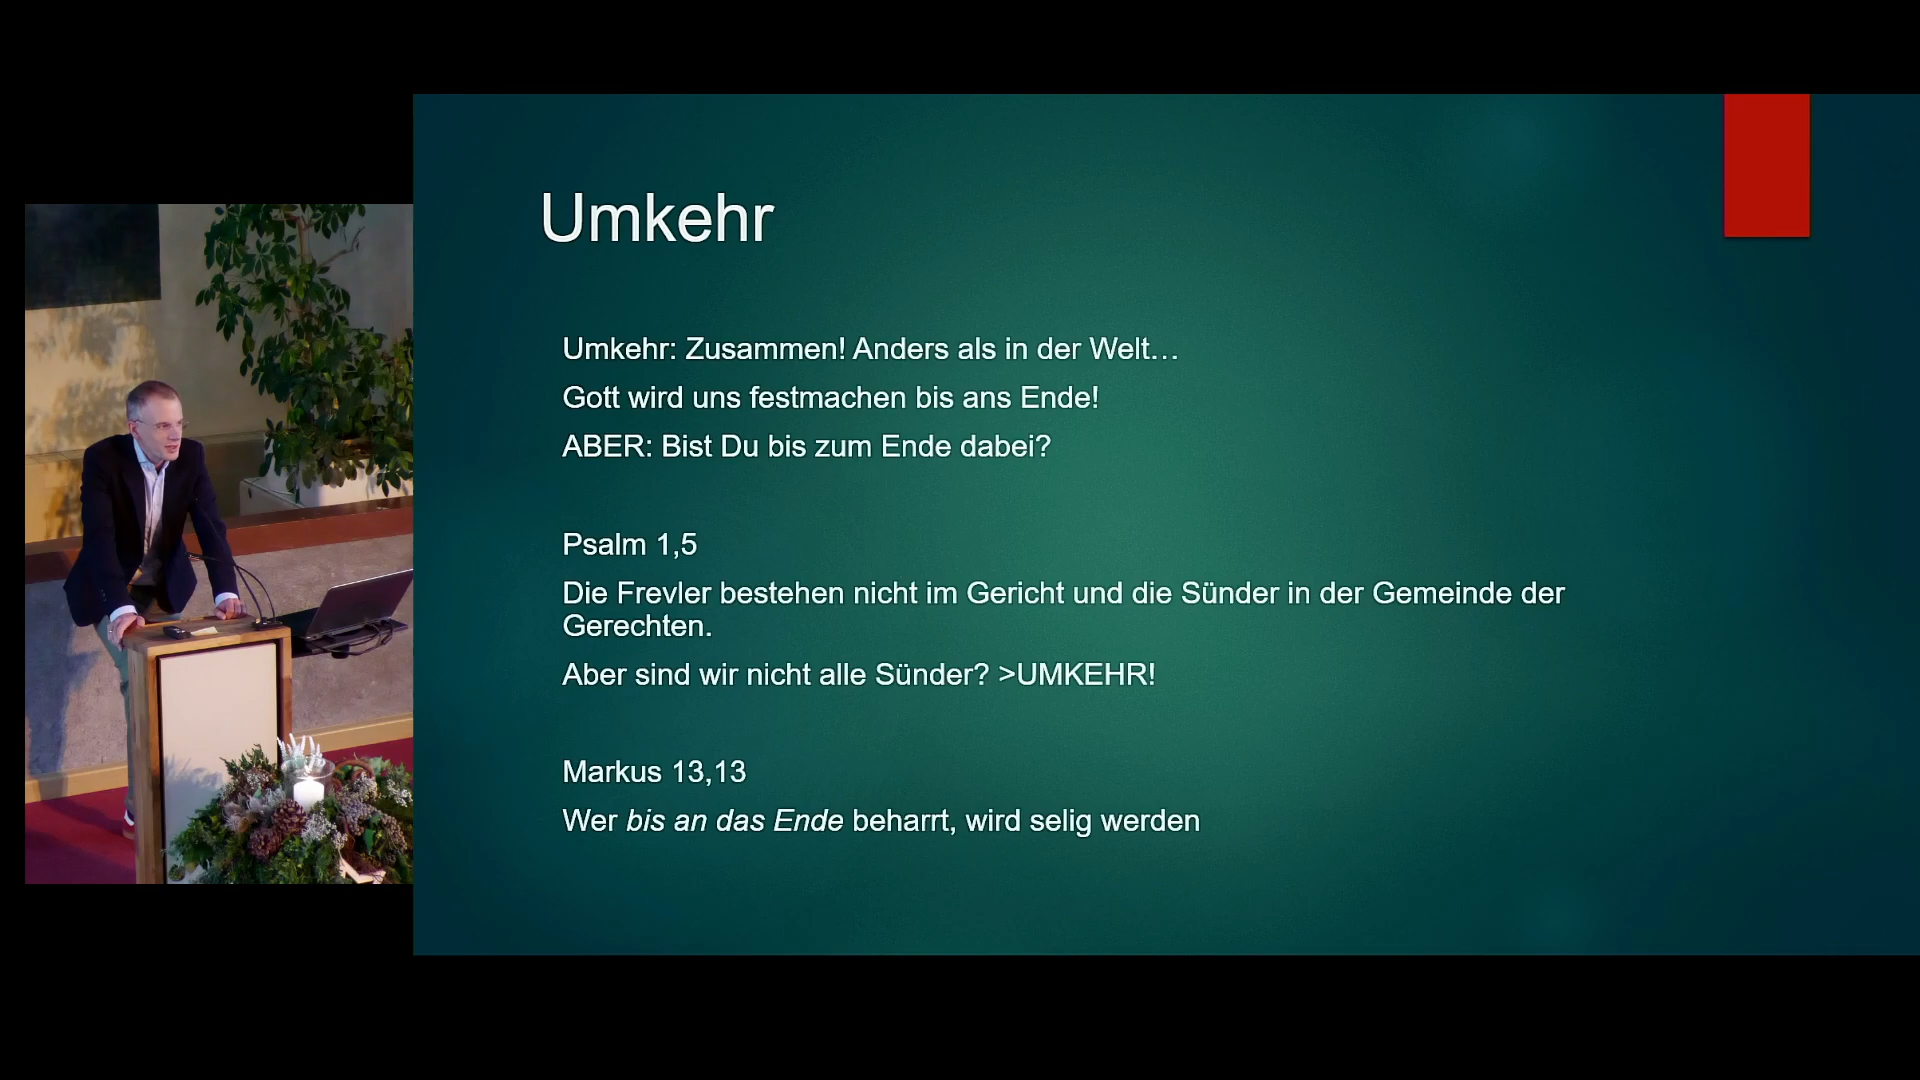 Umkehr
Umkehr: Zusammen! Anders als in der Welt…
Gott wird uns festmachen bis ans Ende!
ABER: Bist Du bis zum Ende dabei?
Psalm 1,5
Die Frevler bestehen nicht im Gericht und die Sünder in der Gemeinde der
Gerechten.
Aber sind wir nicht alle Sünder? >UMKEHR!
Markus 13,13
Wer bis an das Ende beharrt, wird selig werden